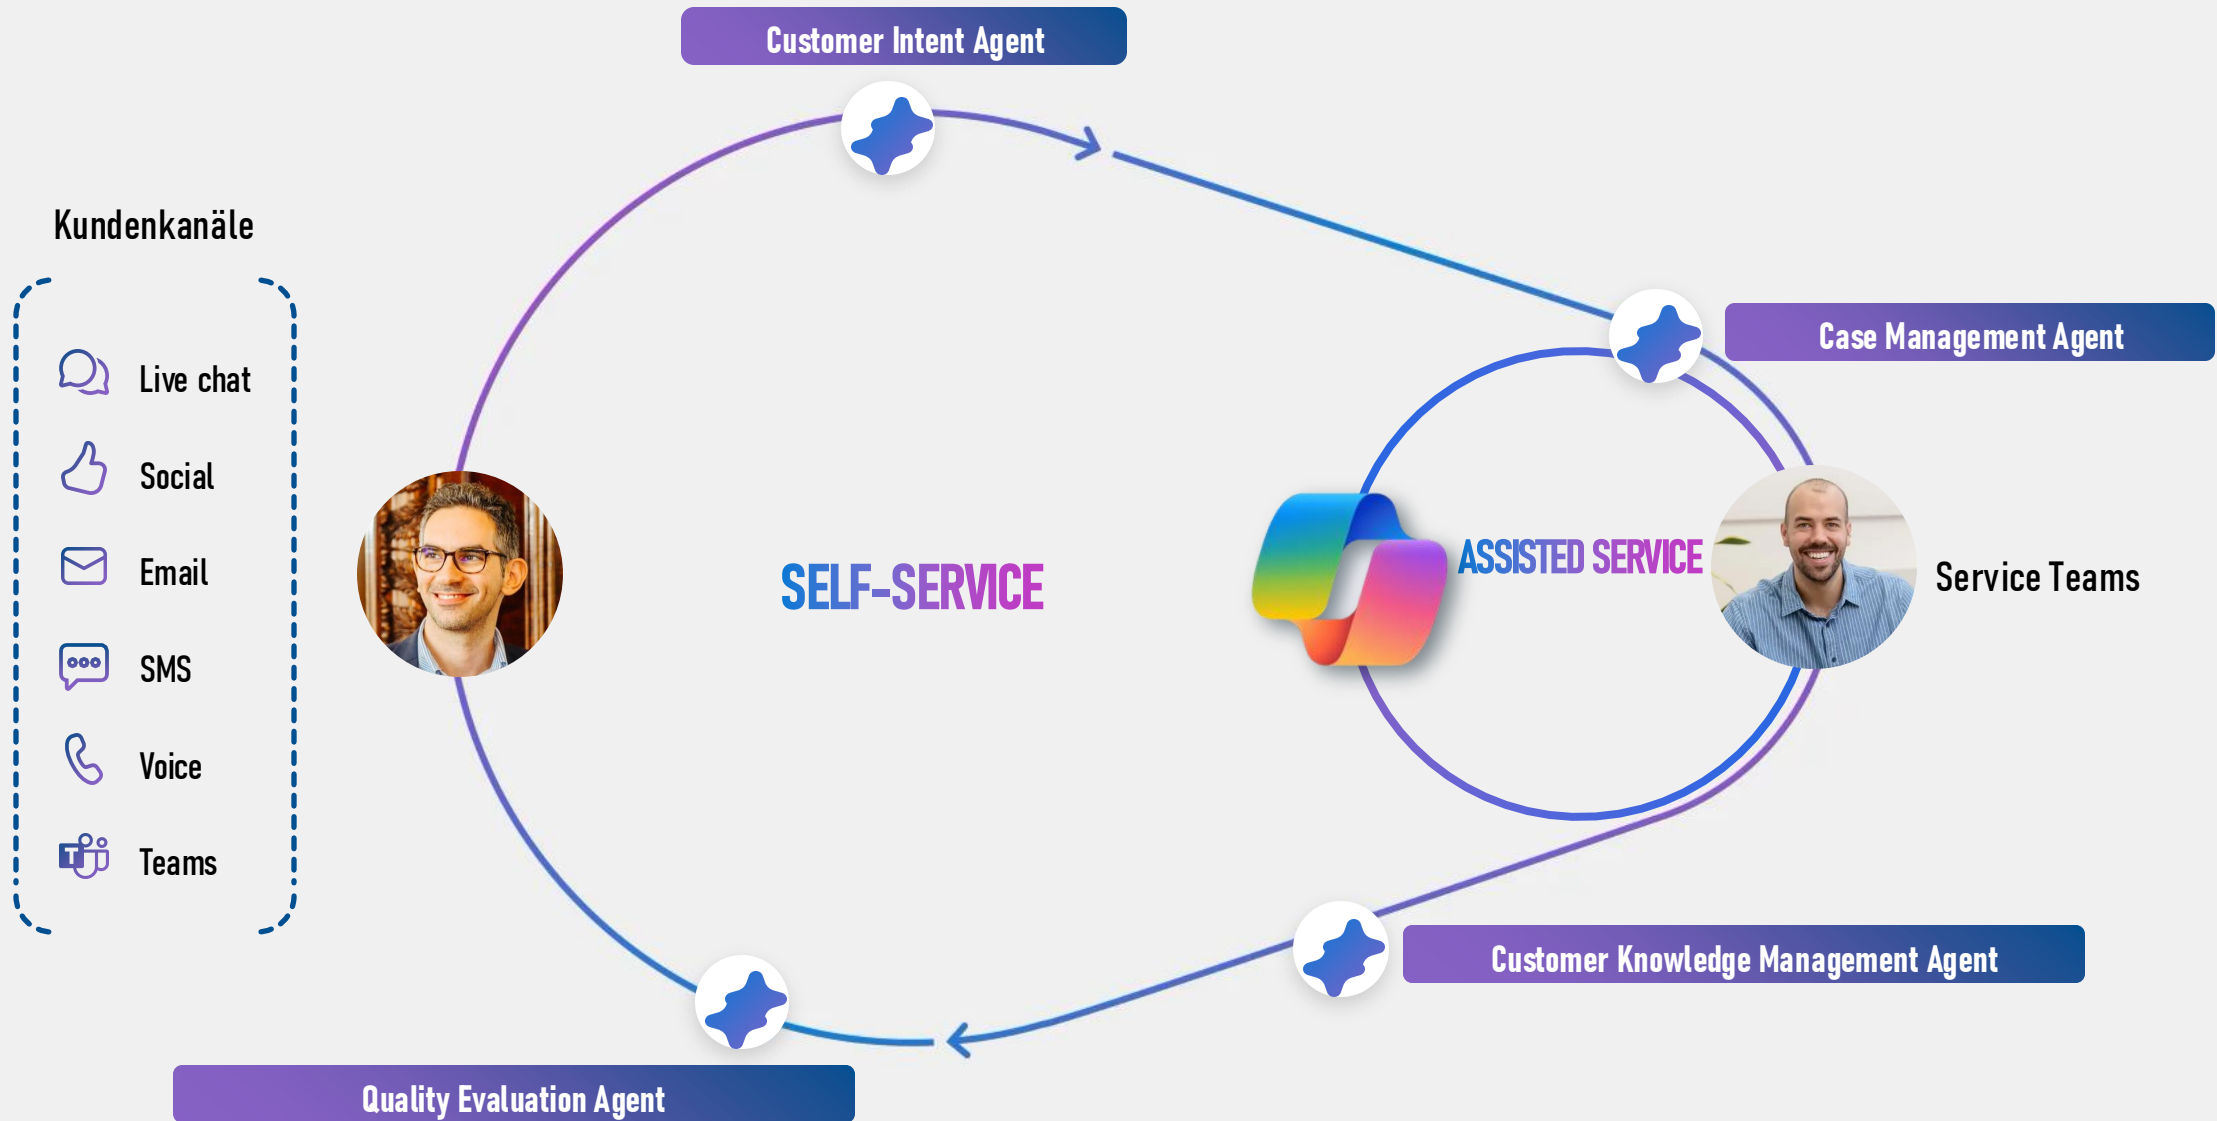 Customer Intent Agent
Kundenkanäle
Live chat
Social
Email
SMS
Voice
T
Teams
SELF-SERVICE
ASSISTED SERVICE
Case Management Agent
Service Teams
Customer Knowledge Management Agent
Quality Evaluation Agent